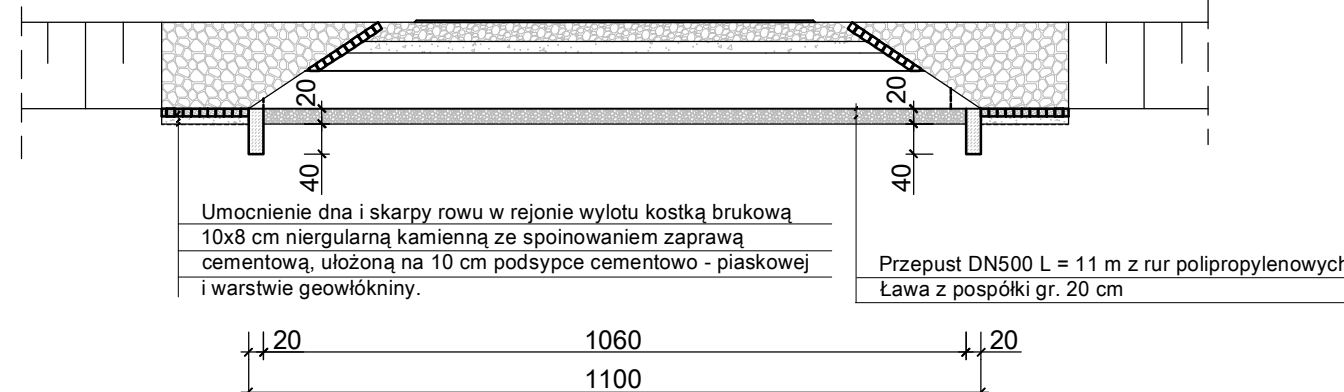 20
20
40
40
Umocnienie dna i skarpy rowu w rejonie wylotu kostką brukową
10x8 cm niergularną kamienną ze spoinowaniem zaprawą
cementową, ułożoną na 10 cm podsypce cementowo - piaskowej
i warstwie geowłókniny.
Przepust DN500 L = 11 m z rur polipropylenowych
Ława z pospółki gr. 20 cm
20
1060
20
1100